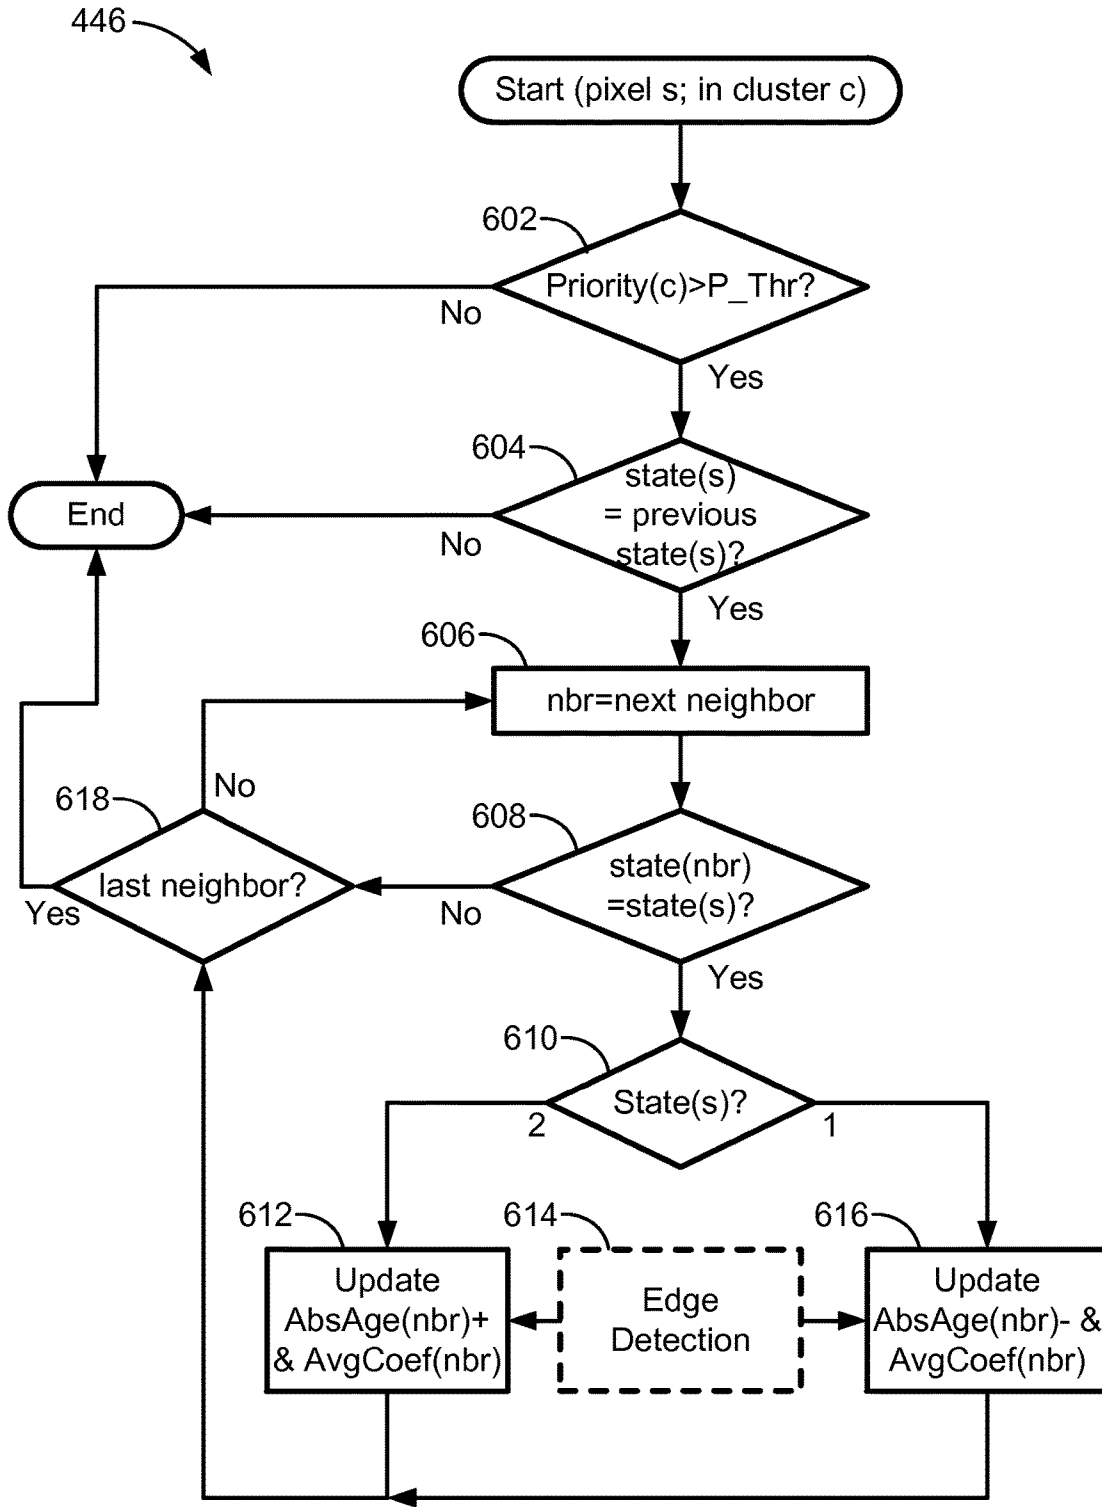 446
Start (pixel s; in cluster c)
602
Priority(c)>P_Thr?
No
Yes
604
state(s)
= previous
state(s)?
End
No
Yes
606
nbr=next neighbor
No
618
608
last neighbor?
state(nbr)
=state(s)?
Yes
No
Yes
610
State(s)?
2
1
612
614
616
Update
AbsAge(nbr)+
& AvgCoef(nbr)
Edge
Detection
Update
AbsAge(nbr)- &
AvgCoef(nbr)